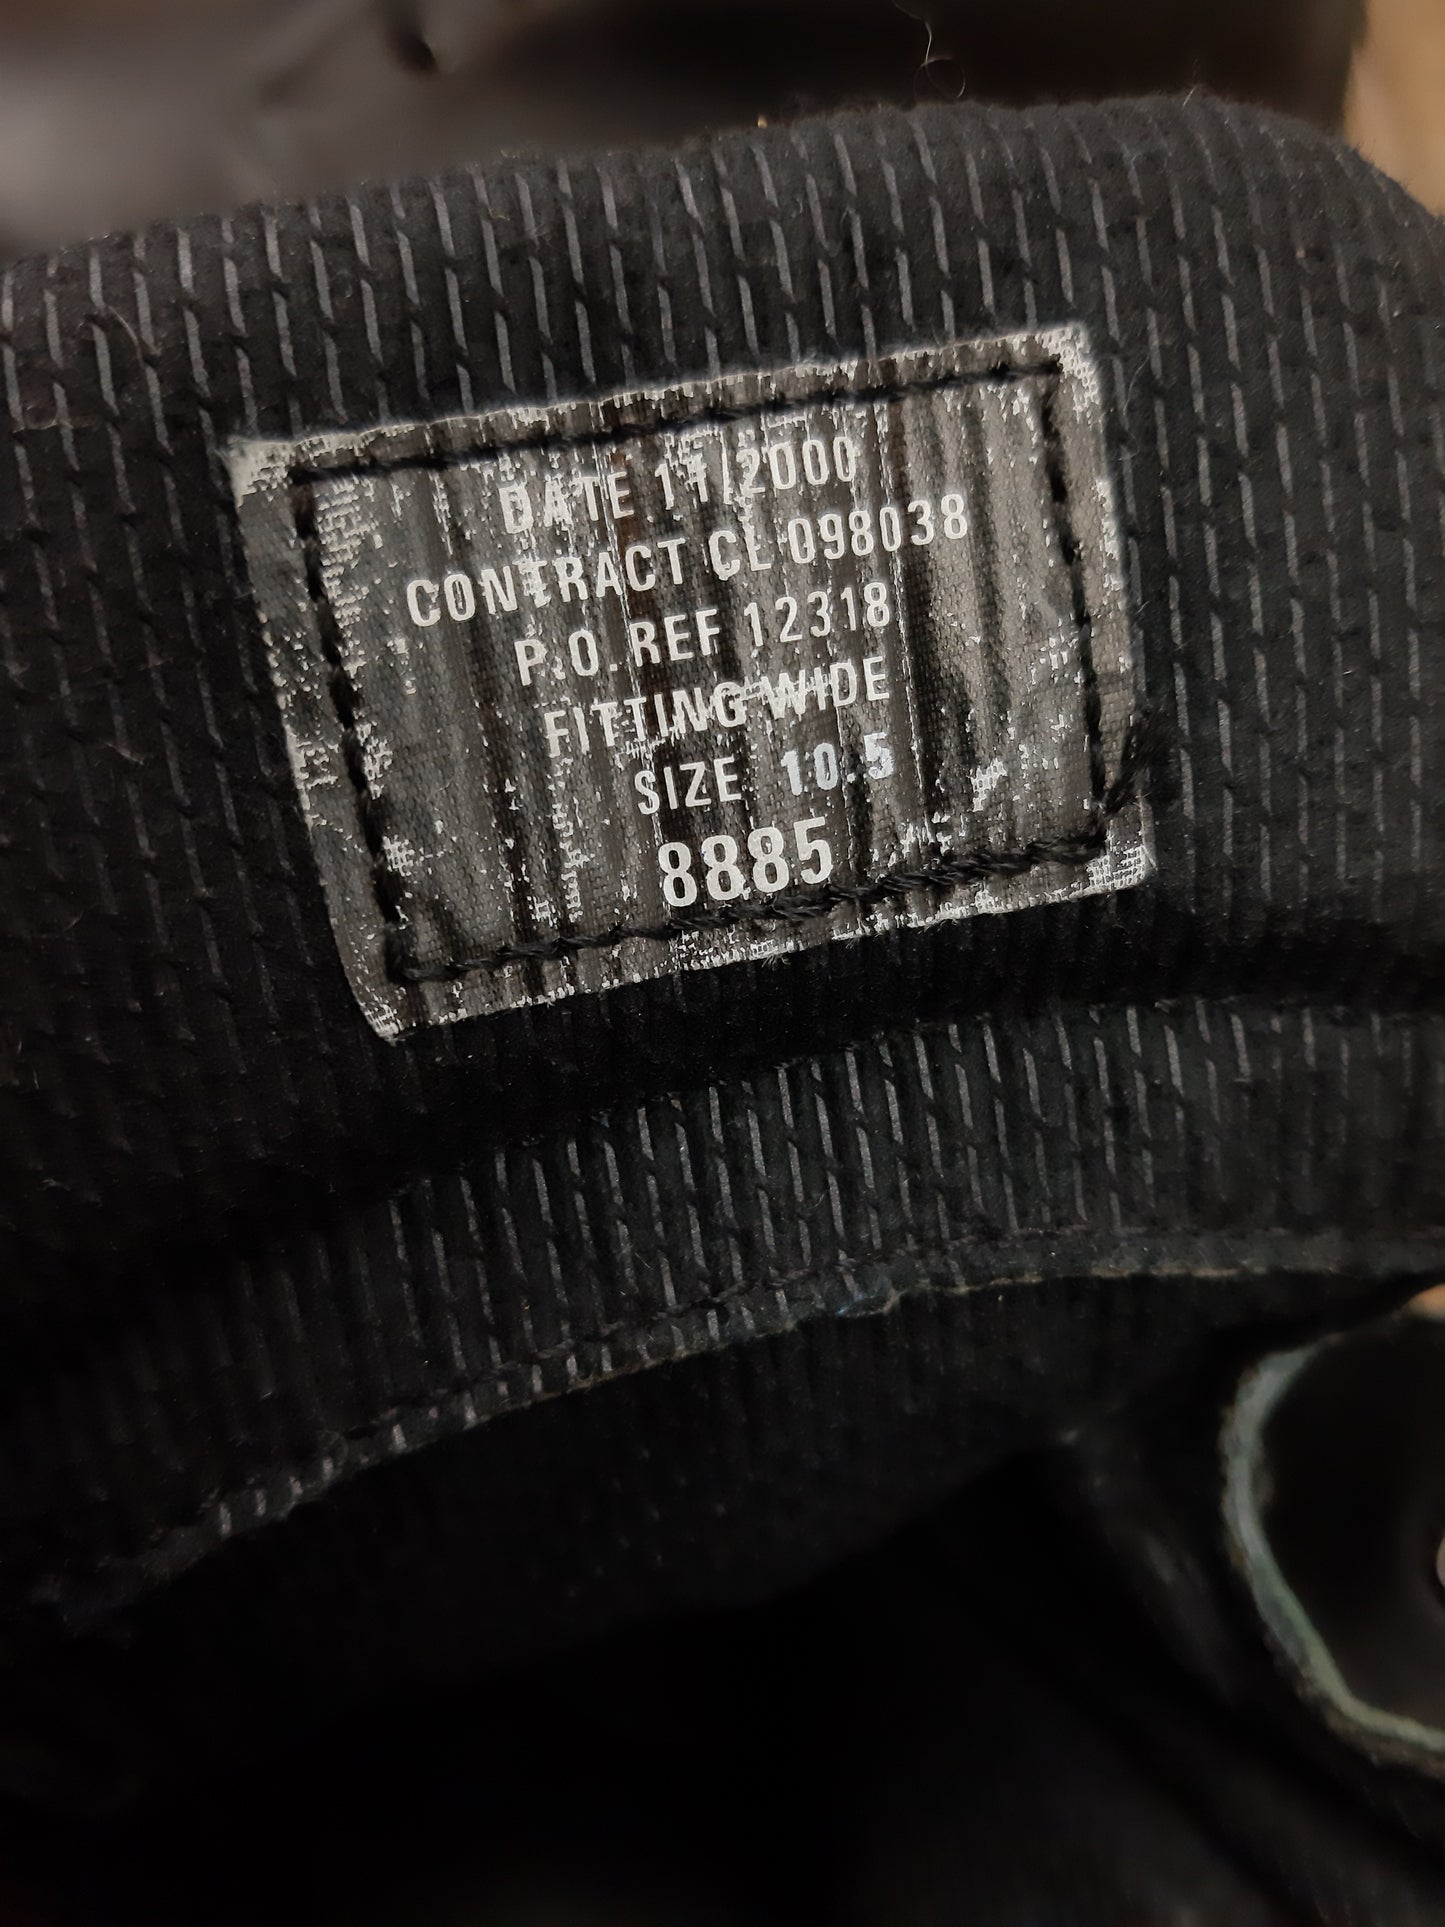 DATE 11/2000
CONTRACT CL 098038
P.O. REF 12318
FITTING WIDE
SIZE 10.5
8885